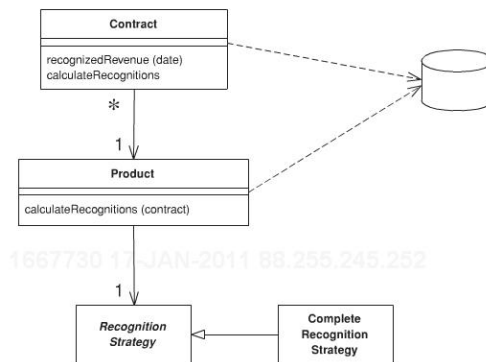 Contract
recognizedRevenue (date)
calculateRecognitions
*
1
Product
calculateRecognitions (contract)
1667730 17-JAN-2011 88.255.245.252
1
Recognition
Strategy
Complete
Recognition
Strategy